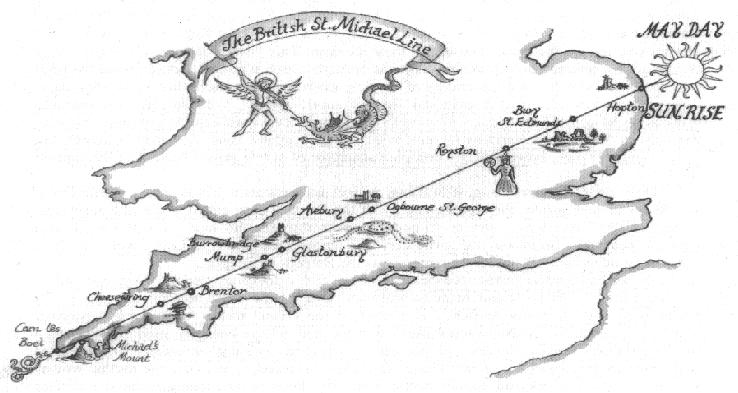 The British St. Michael Line
MAY DAY
SUNRISE
Hopton
Bury
St. Edmunds
Royston
Ogbourne St. George
Avebury
Burrowbridge
Mump
Glastonbury
Brentor
Cheesewring
Carn Lês
Boel
St. Michael's
Mount